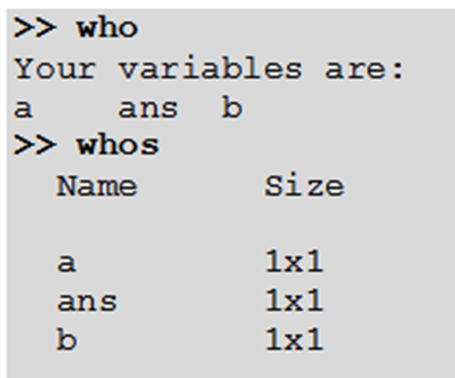 >> who
Your variables are:
a    ans  b
>> whos
  Name      Size
  a         1x1
  ans       1x1
  b         1x1